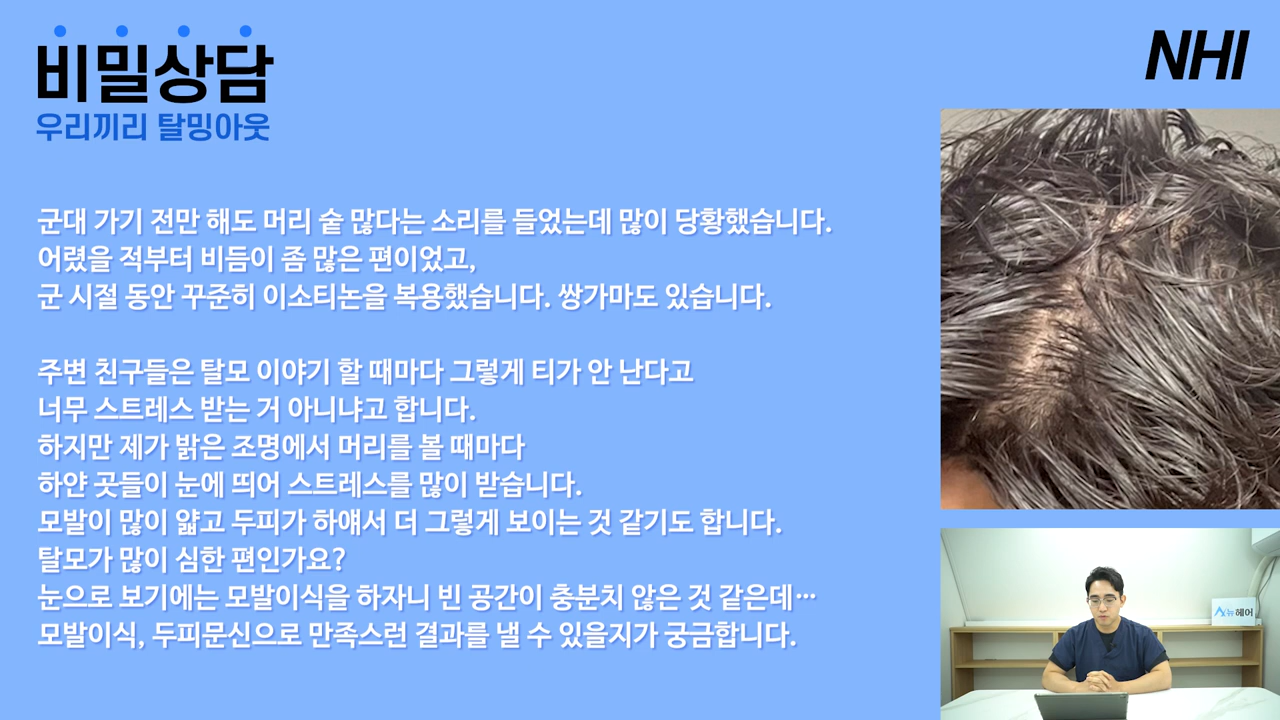 비밀상담
우리끼리 탈밍아웃
NHI
군대 가기 전만 해도 머리 숱 많다는 소리를 들었는데 많이 당황했습니다.
어렸을 적부터 비듬이 좀 많은 편이었고,
군 시절 동안 꾸준히 이소티논을 복용했습니다. 쌍가마도 있습니다.
주변 친구들은 탈모 이야기 할 때마다 그렇게 티가 안 난다고
너무 스트레스 받는 거 아니냐고 합니다.
하지만 제가 밝은 조명에서 머리를 볼 때마다
하얀 곳들이 눈에 띄어 스트레스를 많이 받습니다.
모발이 많이 얇고 두피가 하얘서 더 그렇게 보이는 것 같기도 합니다.
탈모가 많이 심한 편인가요?
눈으로 보기에는 모발이식을 하자니 빈 공간이 충분치 않은 것 같은데…
모발이식, 두피문신으로 만족스런 결과를 낼 수 있을지가 궁금합니다.
뉴헤어